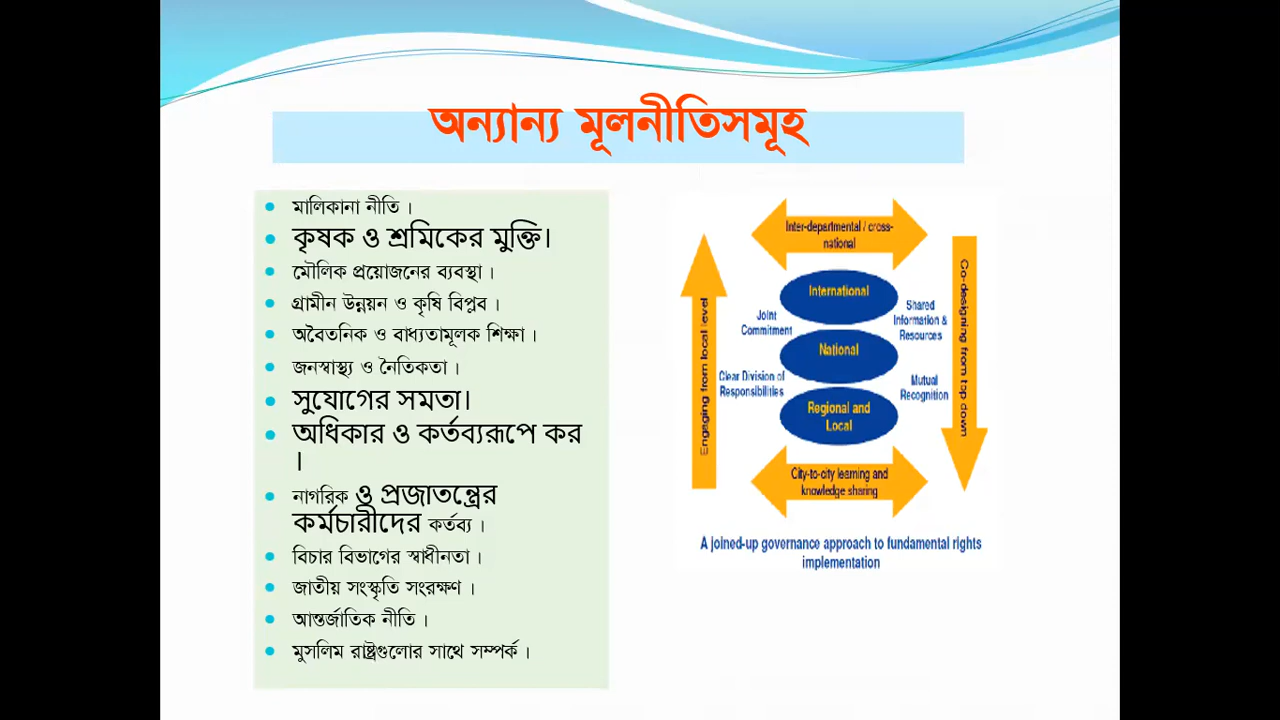 অন্যান্য মূলনীতিসমূহ
মালিকানা নীতি ।
কৃষক ও শ্রমিকের মুক্তি।
মৌলিক প্রয়োজনের ব্যবস্থা ।
গ্রামীন উন্নয়ন ও কৃষি বিপ্লব ।
অবৈতনিক ও বাধ্যতামূলক শিক্ষা ।
জনস্বাস্থ্য ও নৈতিকতা ।
সুযোগের সমতা।
অধিকার ও কর্তব্যরূপে কর
।
নাগরিক ও প্রজাতন্ত্রের
কর্মচারীদের কর্তব্য ।
বিচার বিভাগের স্বাধীনতা ।
জাতীয় সংস্কৃতি সংরক্ষণ ।
আন্তর্জাতিক নীতি ।
মুসলিম রাষ্ট্রগুলোর সাথে সম্পর্ক ।
Inter-departmental / cross-
national
Engaging from local level
International
Joint
Commitment
Shared
Information &
Resources
National
Clear Division of
Responsibilities
Mutual
Recognition
Regional and
Local
Co-designing from top down
City-to-city learning and
knowledge sharing
A joined-up governance approach to fundamental rights
implementation